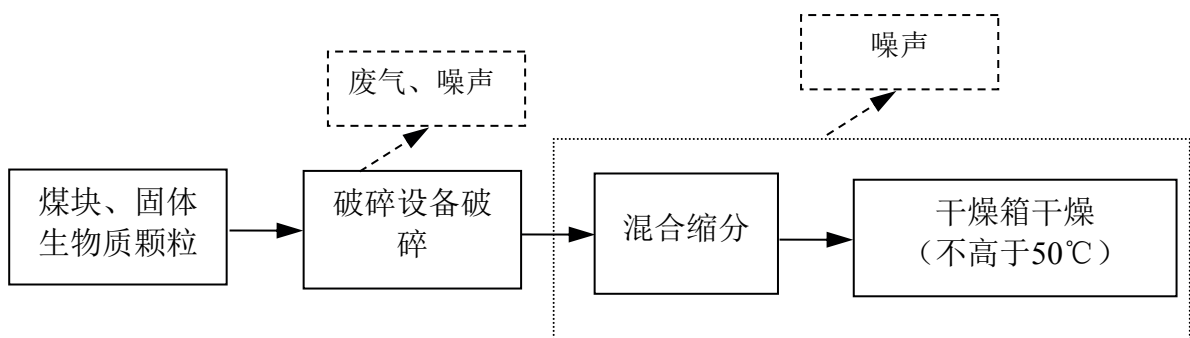 噪声
废气、噪声
煤块、固体
生物质颗粒
破碎设备破
碎
混合缩分
干燥箱干燥
（不高于50℃）